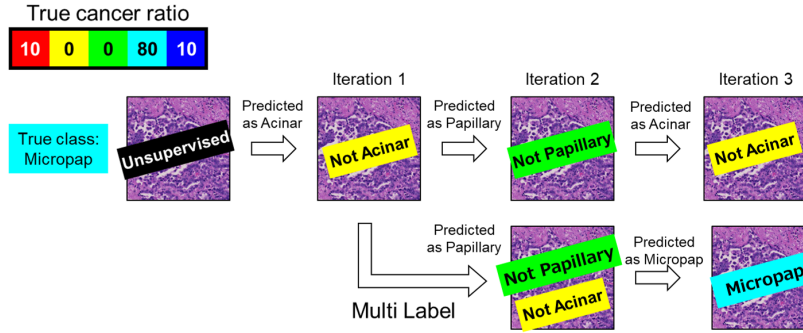 True cancer ratio
10 0 0 80 10
Iteration 1
Iteration 2
Iteration 3
True class:
Micropap
Unsupervised
Predicted
as Acinar
Not Acinar
Predicted
as Papillary
Not Papillary
Predicted
as Acinar
Not Acinar
Multi Label
Predicted
as Papillary
Not Papillary
Not Acinar
Predicted
as Micropap
Micropap